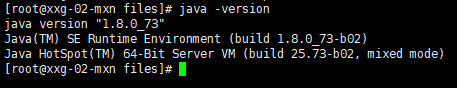 [root@xxg-02-mxn files]# java -version
java version "1.8.0_73"
Java(TM) SE Runtime Environment (build 1.8.0_73-b02)
Java HotSpot(TM) 64-Bit Server VM (build 25.73-b02, mixed mode)
[root@xxg-02-mxn files]#